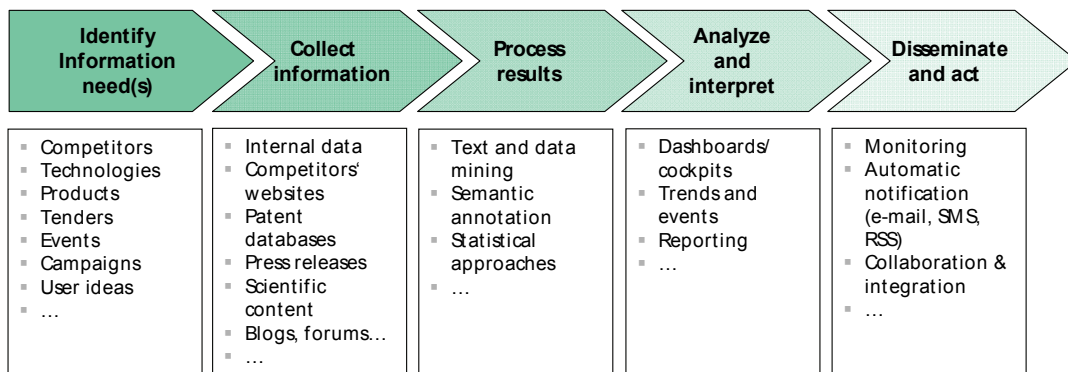 Identify
Information
need(s)
Collect
information
Process
results
Analyze
and
interpret
Disseminate
and act
Competitors
Technologies
Products
Tenders
Events
Campaigns
User ideas
…
Internal data
Competitors‘
websites
Patent
databases
Press releases
Scientific
content
Blogs, forums…
…
Text and data
mining
Semantic
annotation
Statistical
approaches
…
Dashboards/
cockpits
Trends and
events
Reporting
…
Monitoring
Automatic
notification
(e-mail, SMS,
RSS)
Collaboration &
integration
…